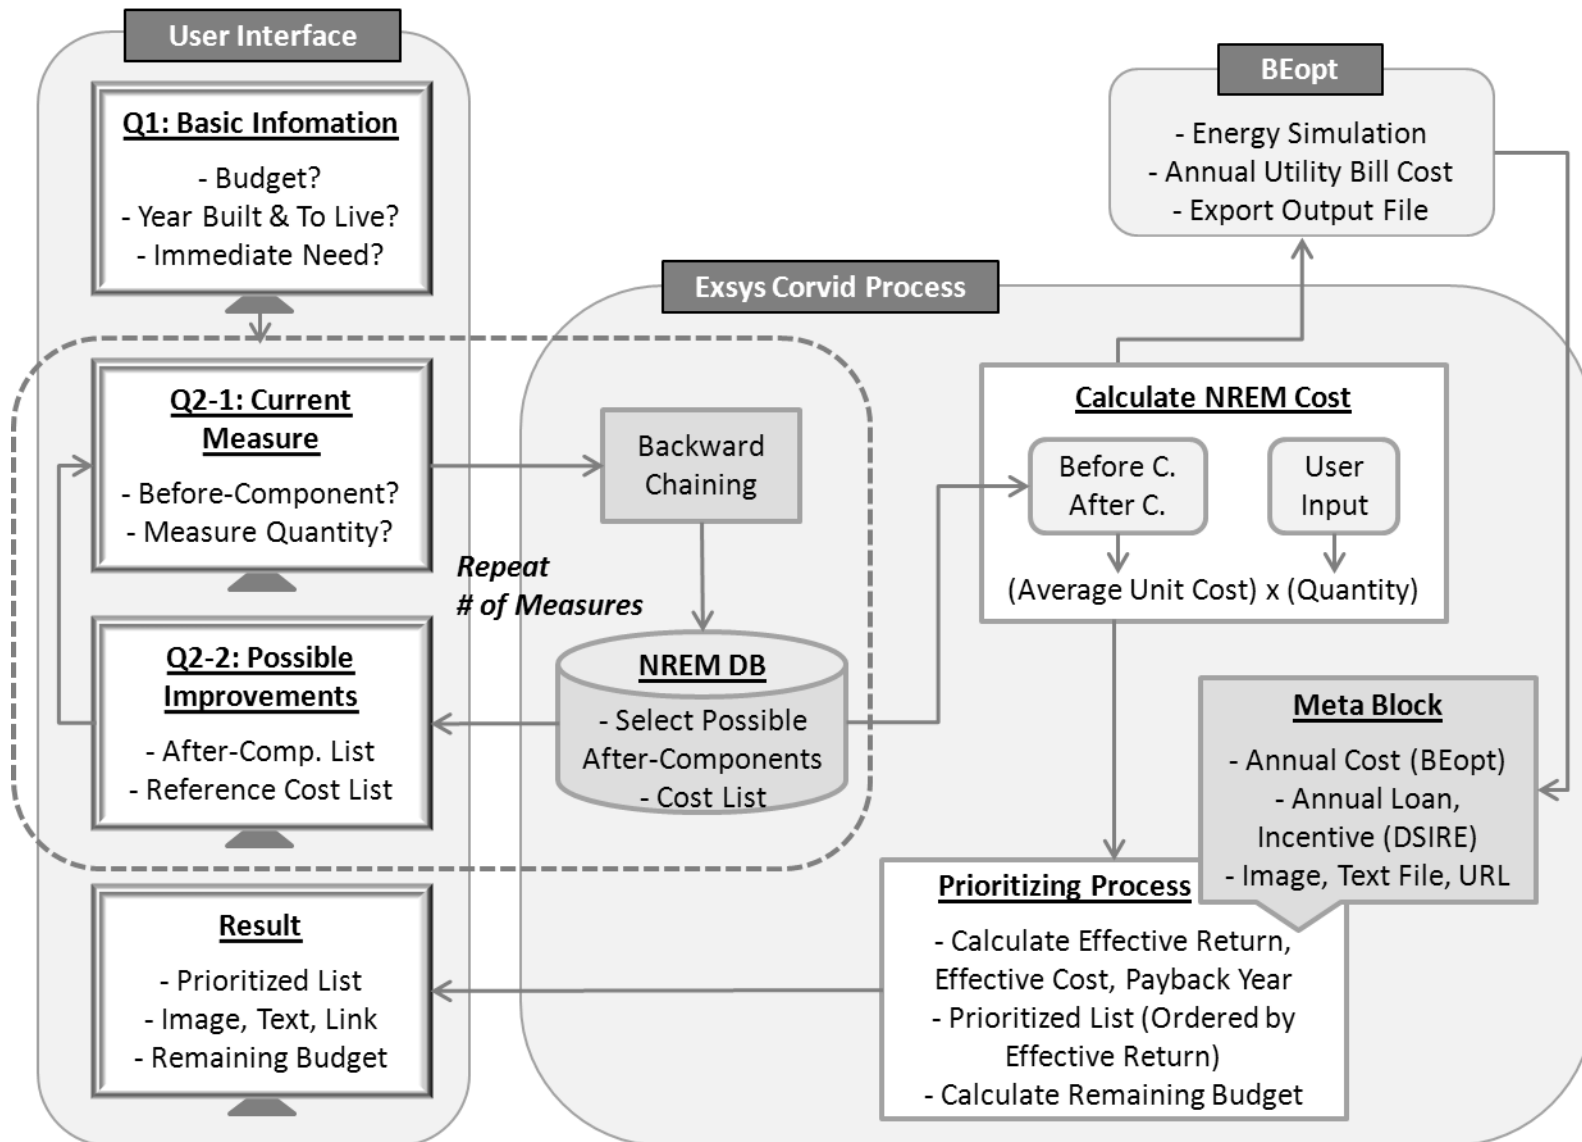 User Interface
Q1: Basic Infomation
- Budget?
- Year Built & To Live?
- Immediate Need?
Q2-1: Current
Measure
- Before-Component?
- Measure Quantity?
Q2-2: Possible
Improvements
- After-Comp. List
- Reference Cost List
Result
- Prioritized List
- Image, Text, Link
- Remaining Budget
Repeat
# of Measures
Exsys Corvid Process
Backward
Chaining
NREM DB
- Select Possible
After-Components
- Cost List
BEopt
- Energy Simulation
- Annual Utility Bill Cost
- Export Output File
Calculate NREM Cost
Before C.
After C.
User
Input
(Average Unit Cost) x (Quantity)
Meta Block
- Annual Cost (BEopt)
- Annual Loan,
Incentive (DSIRE)
- Image, Text File, URL
Prioritizing Process
- Calculate Effective Return,
Effective Cost, Payback Year
- Prioritized List (Ordered by
Effective Return)
- Calculate Remaining Budget